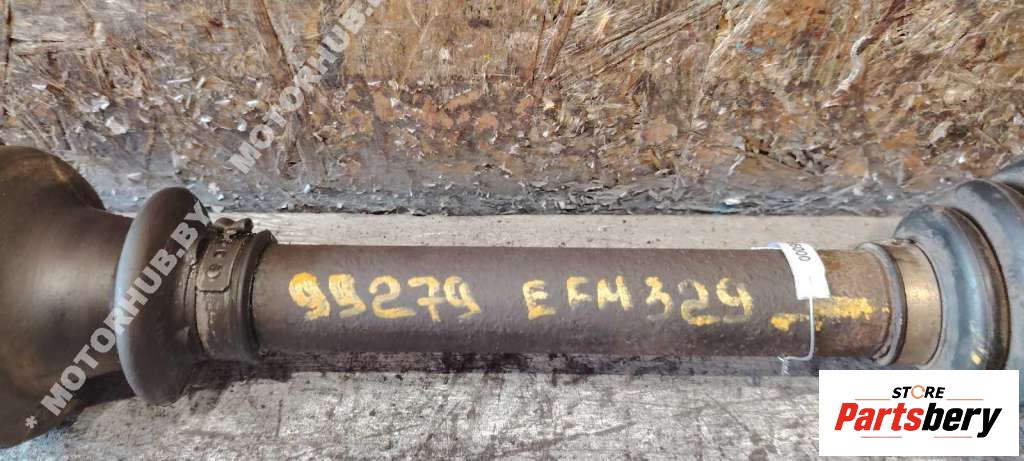 * MOTORHUB.BY *
MOTORHUB.BY
99279 EFM329
STORE
Partsbery